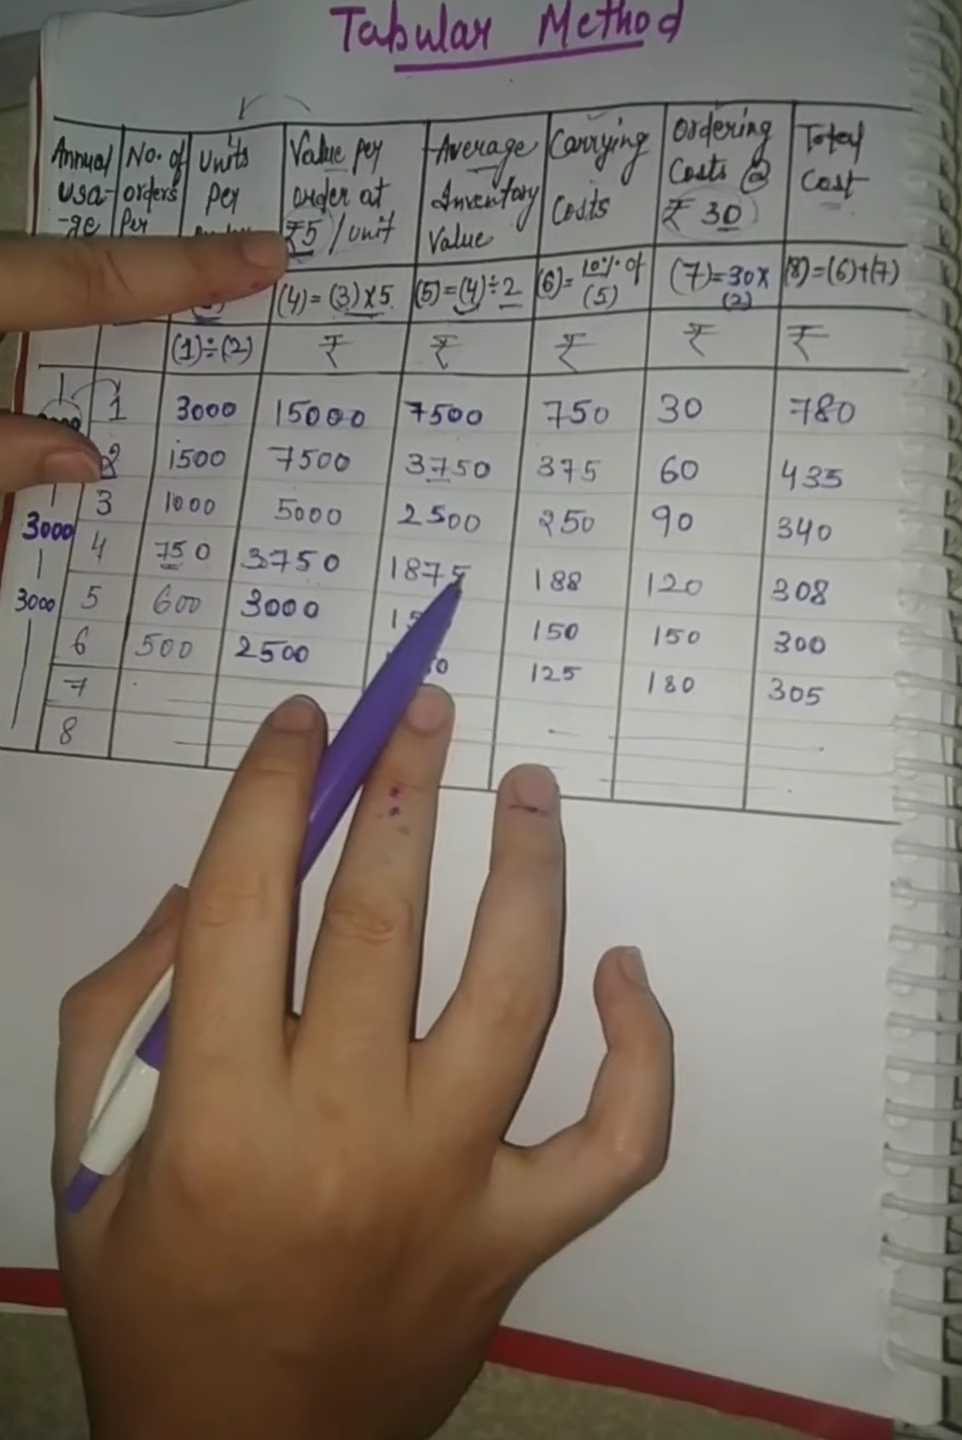 Tabular Method
Annual Usa-ge | No. of orders Per | Units Per | Value per order at ₹5 / unit | Average Inventory Value | Carrying Costs | Ordering Costs @ ₹ 30 | Total Cost
(4) = (3) x 5 | (5) = (4) ÷ 2 | (6) = 10% of (5) | (7) = 30 x (2) | (8) = (6)+(7)
(1) ÷ (2) | ₹ | ₹ | ₹ | ₹ | ₹
1 | 3000 | 15000 | 7500 | 750 | 30 | 780
2 | 1500 | 7500 | 3750 | 375 | 60 | 435
3 | 1000 | 5000 | 2500 | 250 | 90 | 340
3000 | 4 | 750 | 3750 | 1875 | 188 | 120 | 308
3000 | 5 | 600 | 3000 | 150 | 150 | 300
6 | 500 | 2500 | 125 | 180 | 305
7
8